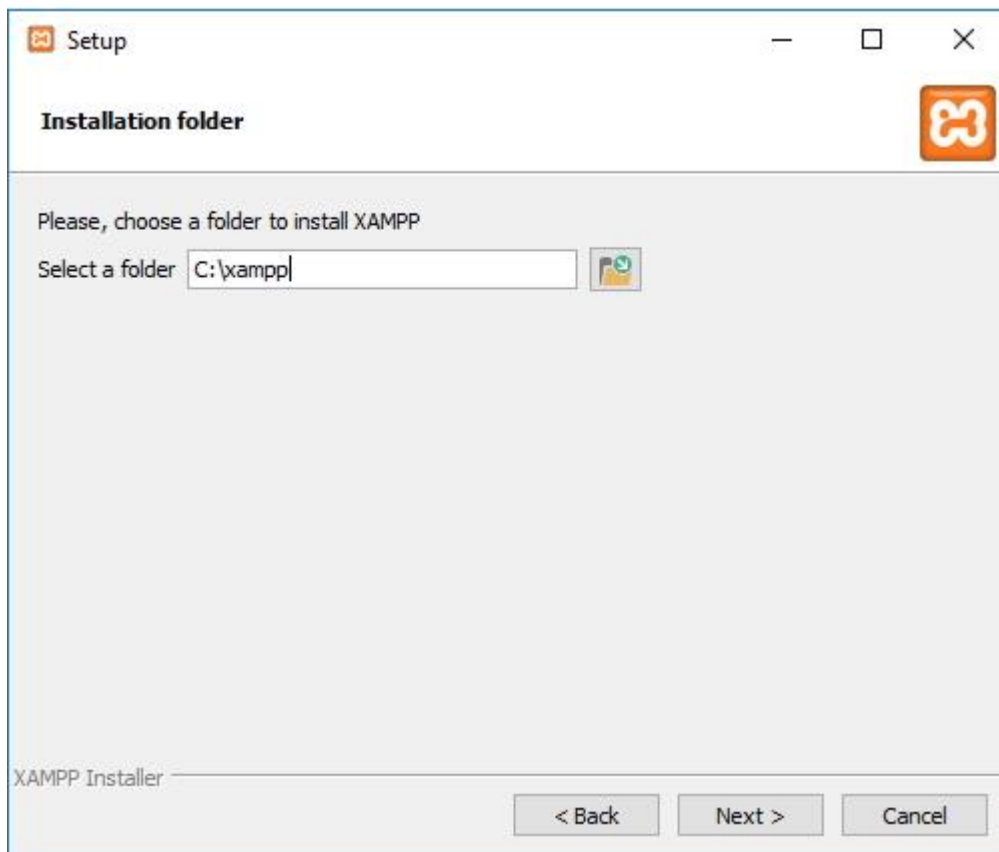 Setup
Installation folder
Please, choose a folder to install XAMPP
Select a folder C:\xampp
XAMPP Installer
< Back Next > Cancel